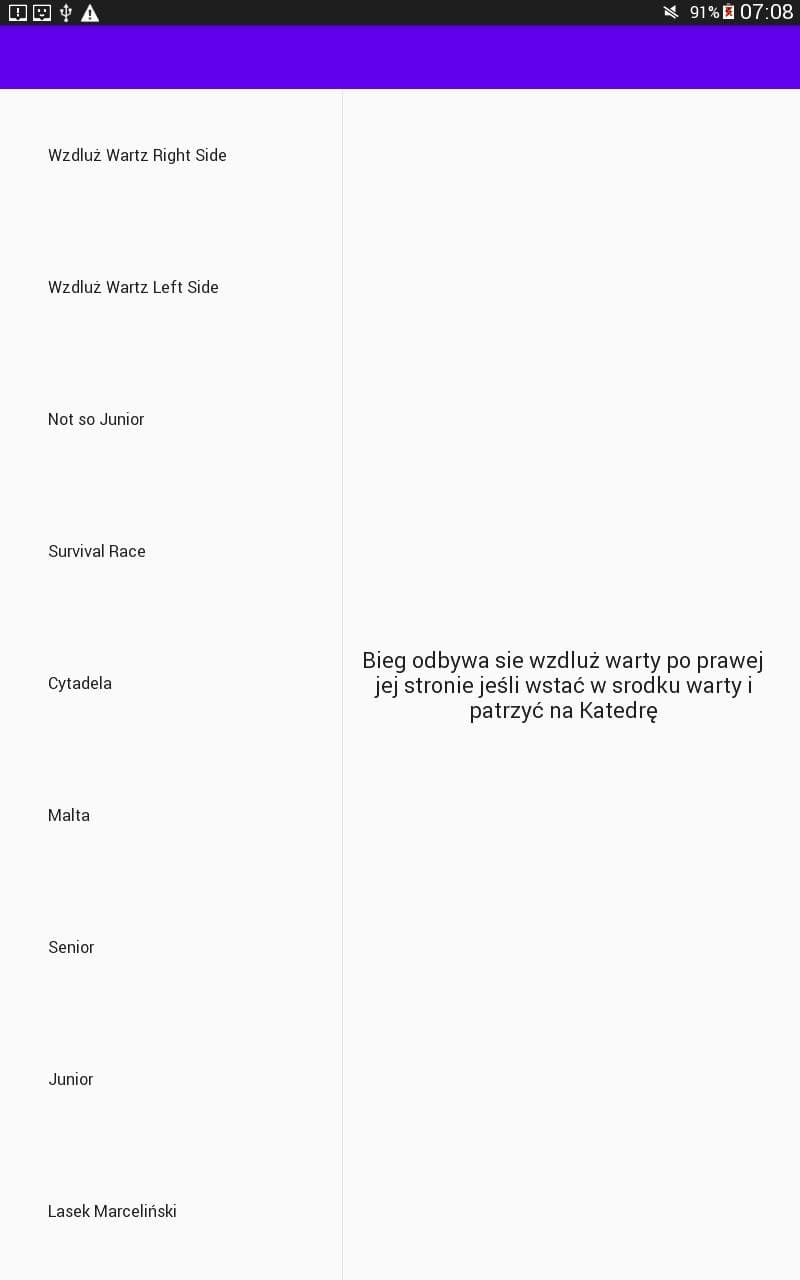 91% 07:08
Wzdluż Wartz Right Side
Wzdluż Wartz Left Side
Not so Junior
Survival Race
Cytadela
Malta
Senior
Junior
Lasek Marceliński
Bieg odbywa sie wzdluż warty po prawej
jej stronie jeśli wstać w srodku warty i
patrzyć na Katedrę